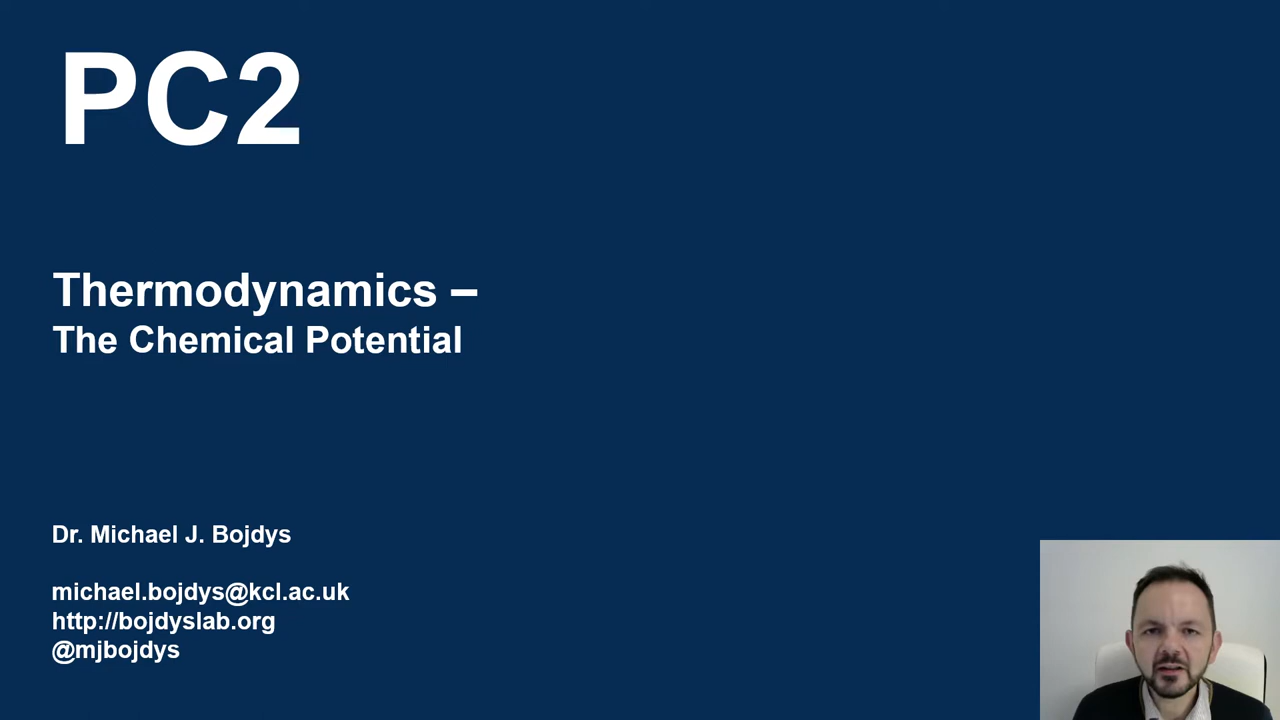 PC2
Thermodynamics –
The Chemical Potential
Dr. Michael J. Bojdys
michael.bojdys@kcl.ac.uk
http://bojdyslab.org
@mjbojdys